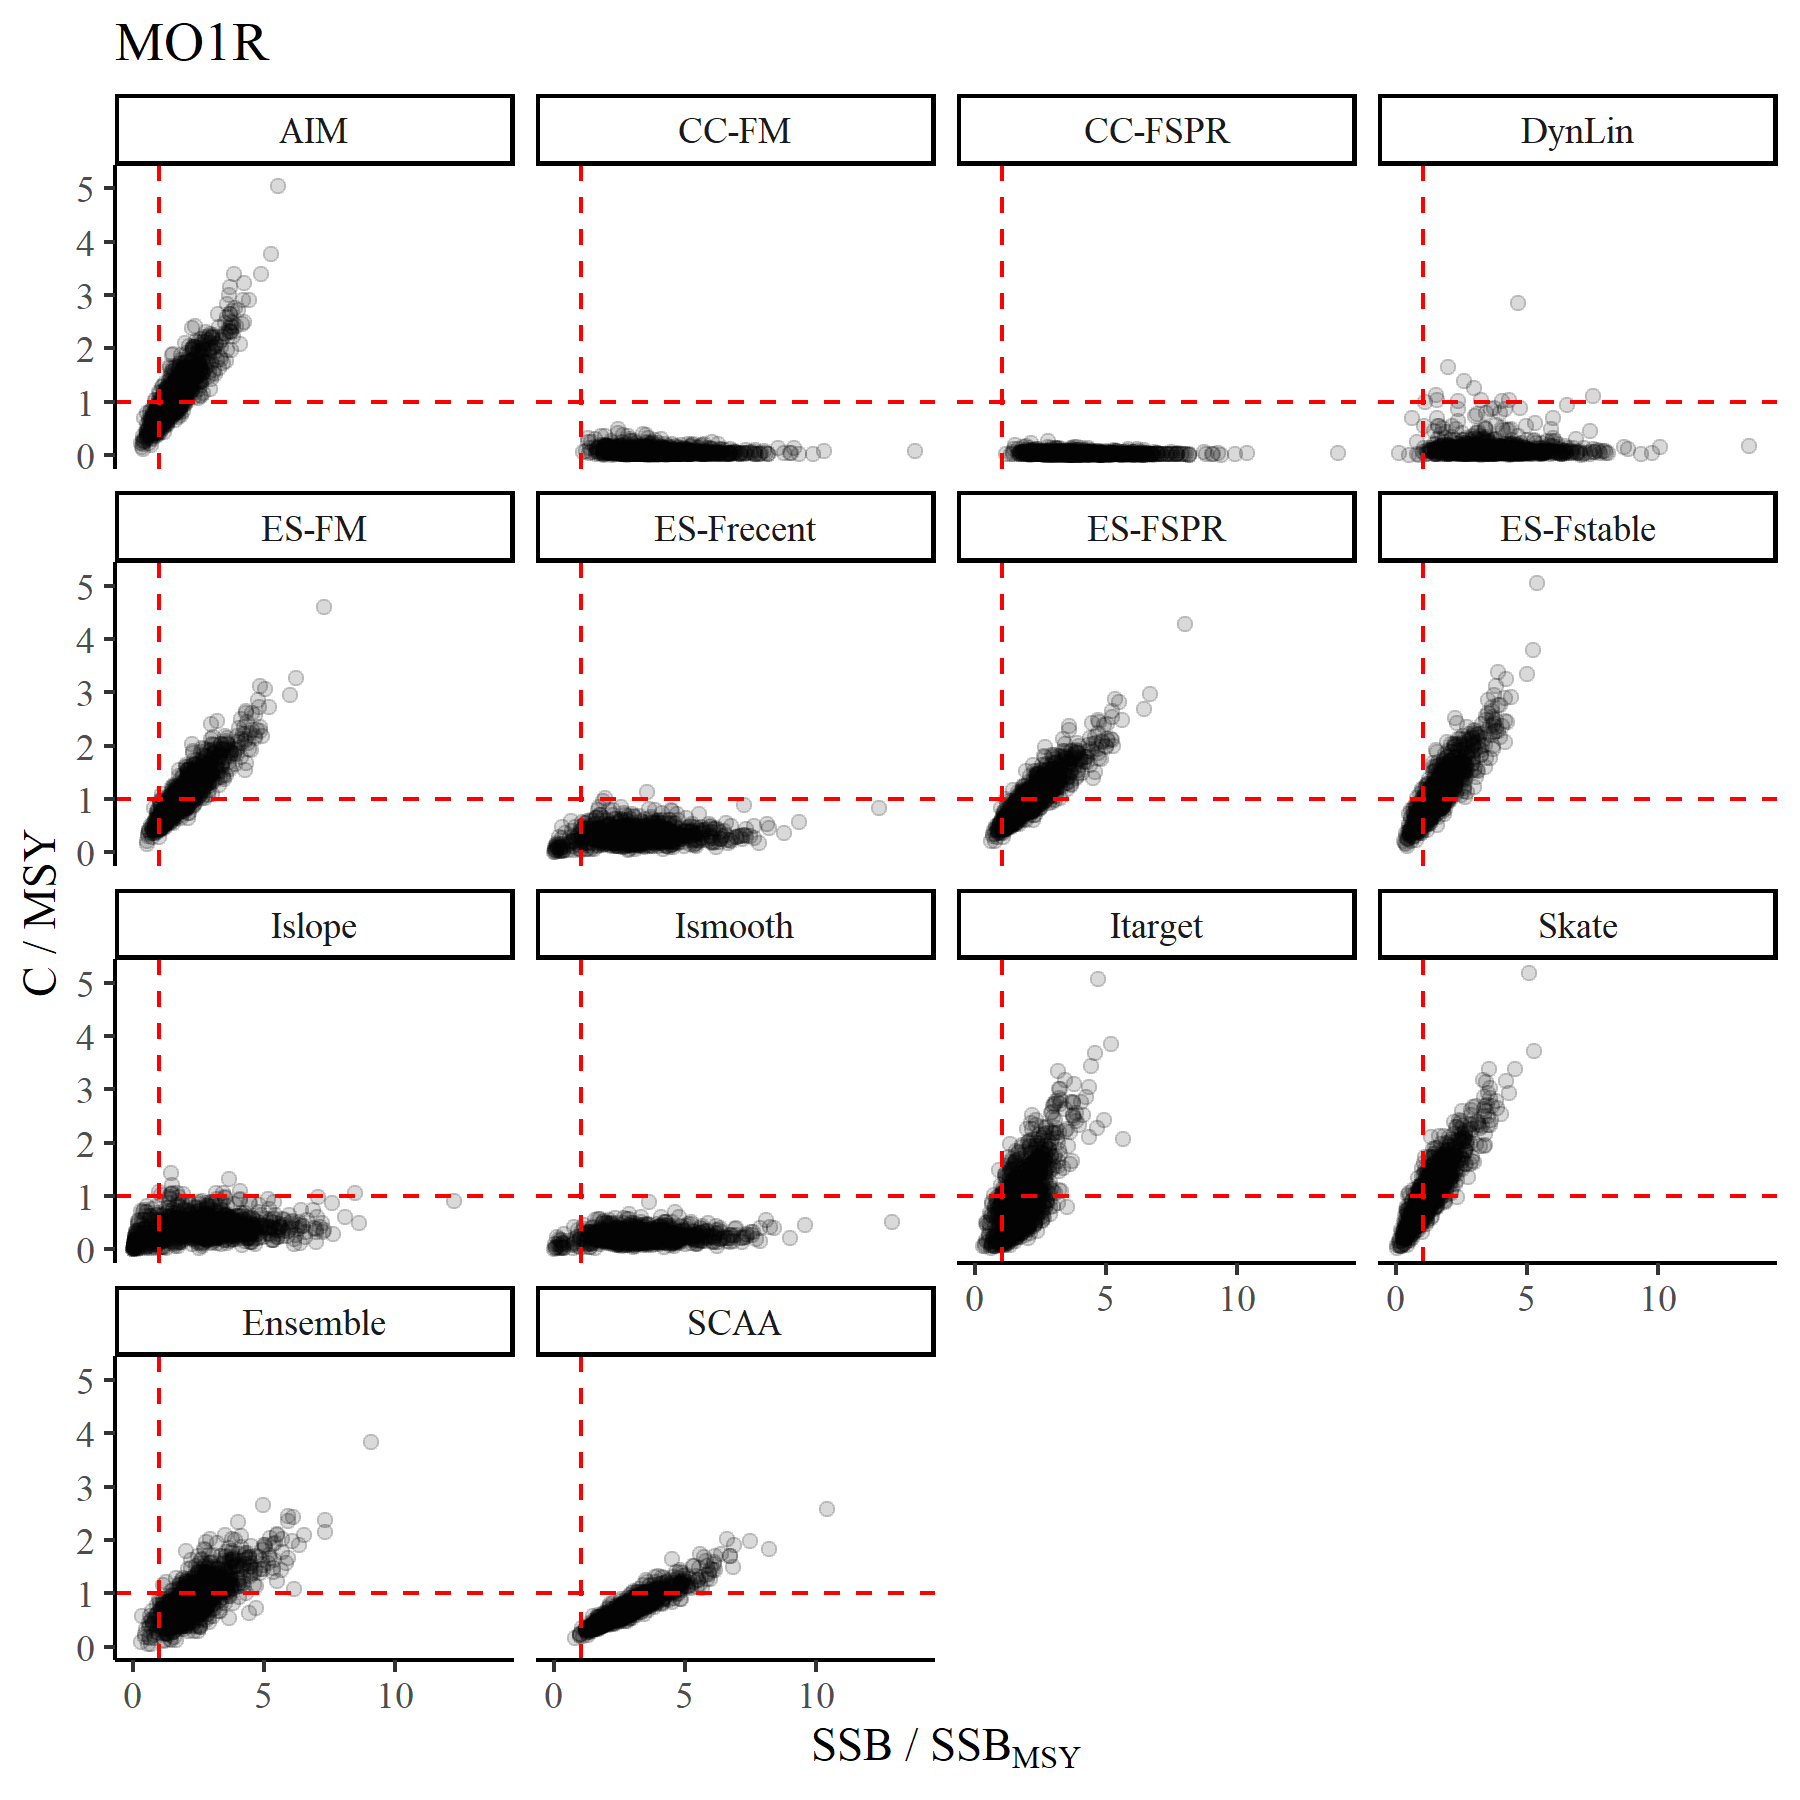 MO1R
AIM CC-FM CC-FSPR DynLin
5
4
3
2
1
0
ES-FM ES-Frecent ES-FSPR ES-Fstable
5
4
3
2
1
0
C / MSY
Islope Ismooth Itarget Skate
5
4
3
2
1
0
0 5 10 0 5 10
Ensemble SCAA
5
4
3
2
1
0
0 5 10 0 5 10
SSB / SSB_MSY